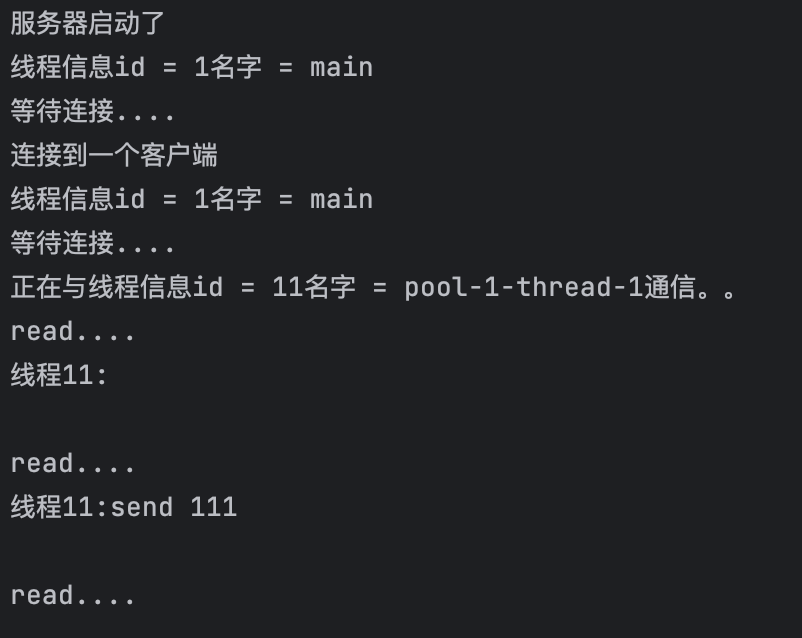 服务器启动了
线程信息id = 1名字 = main
等待连接....
连接到一个客户端
线程信息id = 1名字 = main
等待连接....
正在与线程信息id = 11名字 = pool-1-thread-1通信。。
read....
线程11:
read....
线程11:send 111
read....